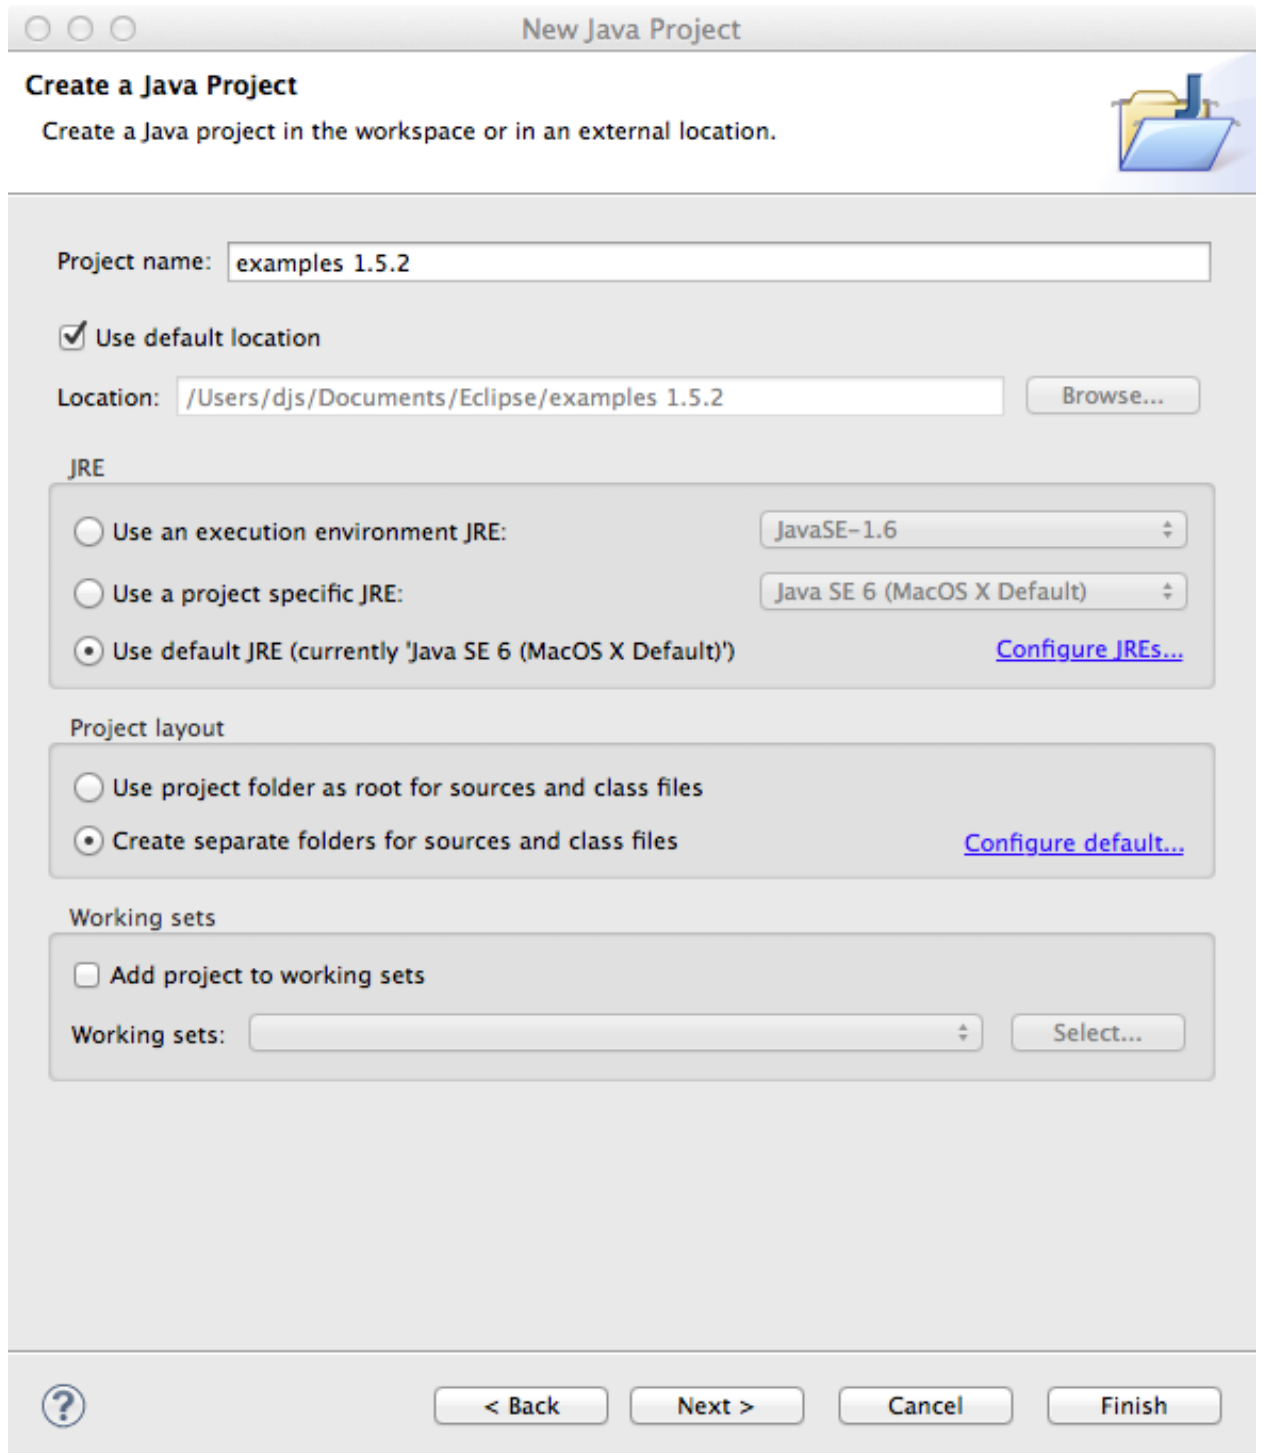 New Java Project
Create a Java Project
Create a Java project in the workspace or in an external location.
Project name: examples 1.5.2
Use default location
Location: /Users/djs/Documents/Eclipse/examples 1.5.2 Browse...
JRE
Use an execution environment JRE: JavaSE-1.6
Use a project specific JRE: Java SE 6 (MacOS X Default)
Use default JRE (currently 'Java SE 6 (MacOS X Default)') Configure JREs...
Project layout
Use project folder as root for sources and class files
Create separate folders for sources and class files Configure default...
Working sets
Add project to working sets
Working sets: Select...
? < Back Next > Cancel Finish